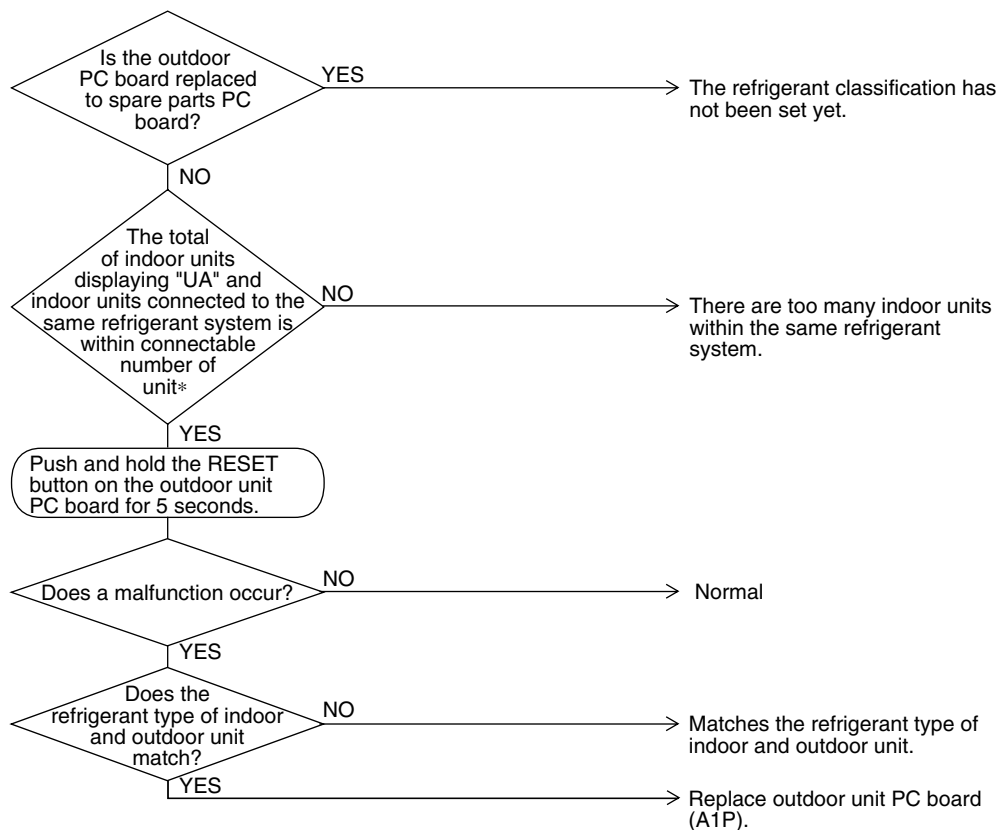 Is the outdoor
PC board replaced
to spare parts PC
board?
YES
The refrigerant classification has
not been set yet.
NO
The total
of indoor units
displaying "UA" and
indoor units connected to the
same refrigerant system is
within connectable
number of
unit*
NO
There are too many indoor units
within the same refrigerant
system.
YES
Push and hold the RESET
button on the outdoor unit
PC board for 5 seconds.
Does a malfunction occur?
NO
Normal
YES
Does the
refrigerant type of indoor
and outdoor unit
match?
NO
Matches the refrigerant type of
indoor and outdoor unit.
YES
Replace outdoor unit PC board
(A1P).